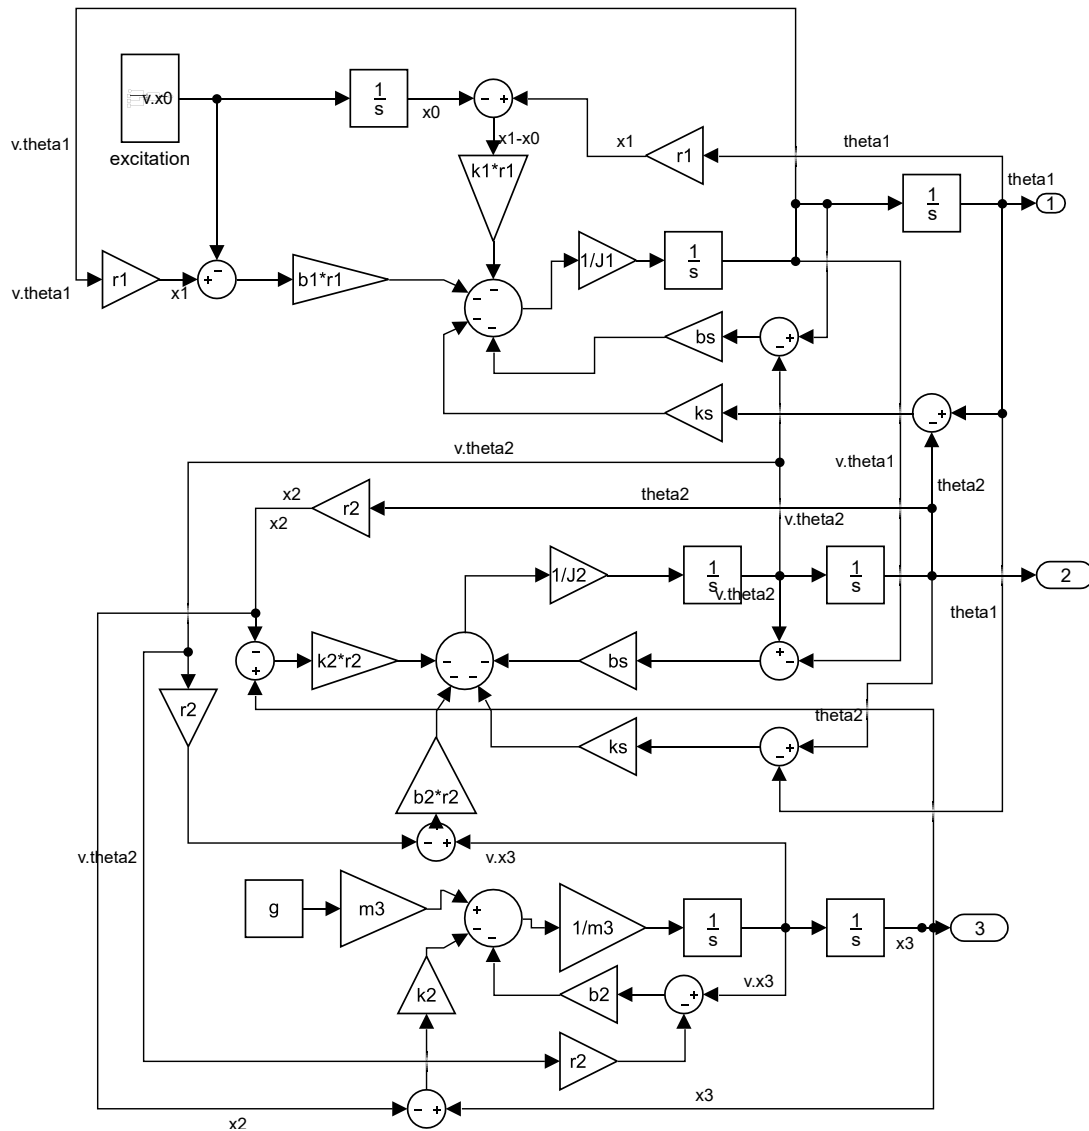 v.x0
excitation
1
s
x0
- +
x1-x0
k1*r1
x1
r1
theta1
theta1
1
s
1
v.theta1
v.theta1
r1
x1
+ -
b1*r1
- -
- -
1/J1
1
s
bs
- +
ks
- +
v.theta2
v.theta1
theta2
x2
x2
r2
theta2
v.theta2
1/J2
1
s
v.theta2
1
s
2
theta1
-
+
k2*r2
- -
- -
bs
+ -
r2
theta2
ks
- +
b2*r2
- +
v.x3
v.theta2
g
m3
+
- -
1/m3
1
s
1
s
x3
3
k2
b2
- +
v.x3
r2
- +
x3
x2